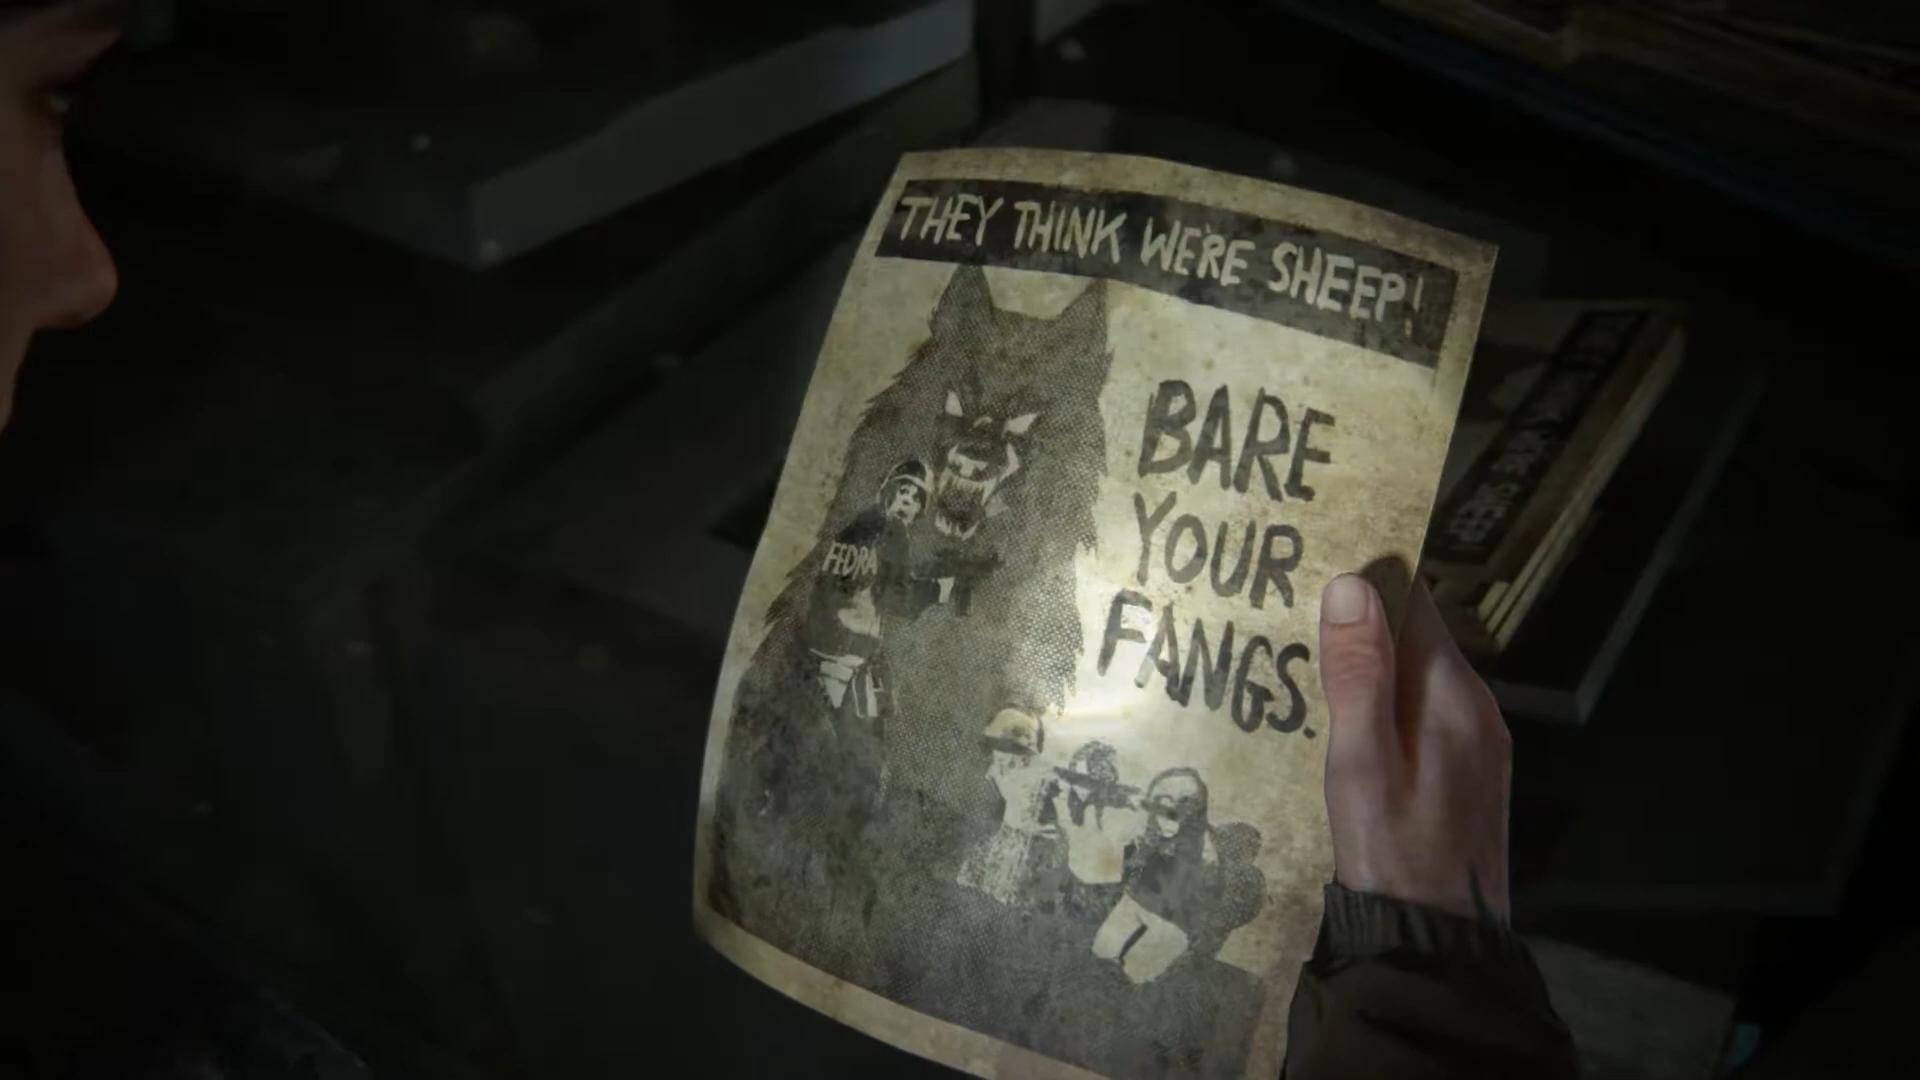 THEY THINK WE'RE SHEEP!
BARE
YOUR
FANGS.
FEDRA